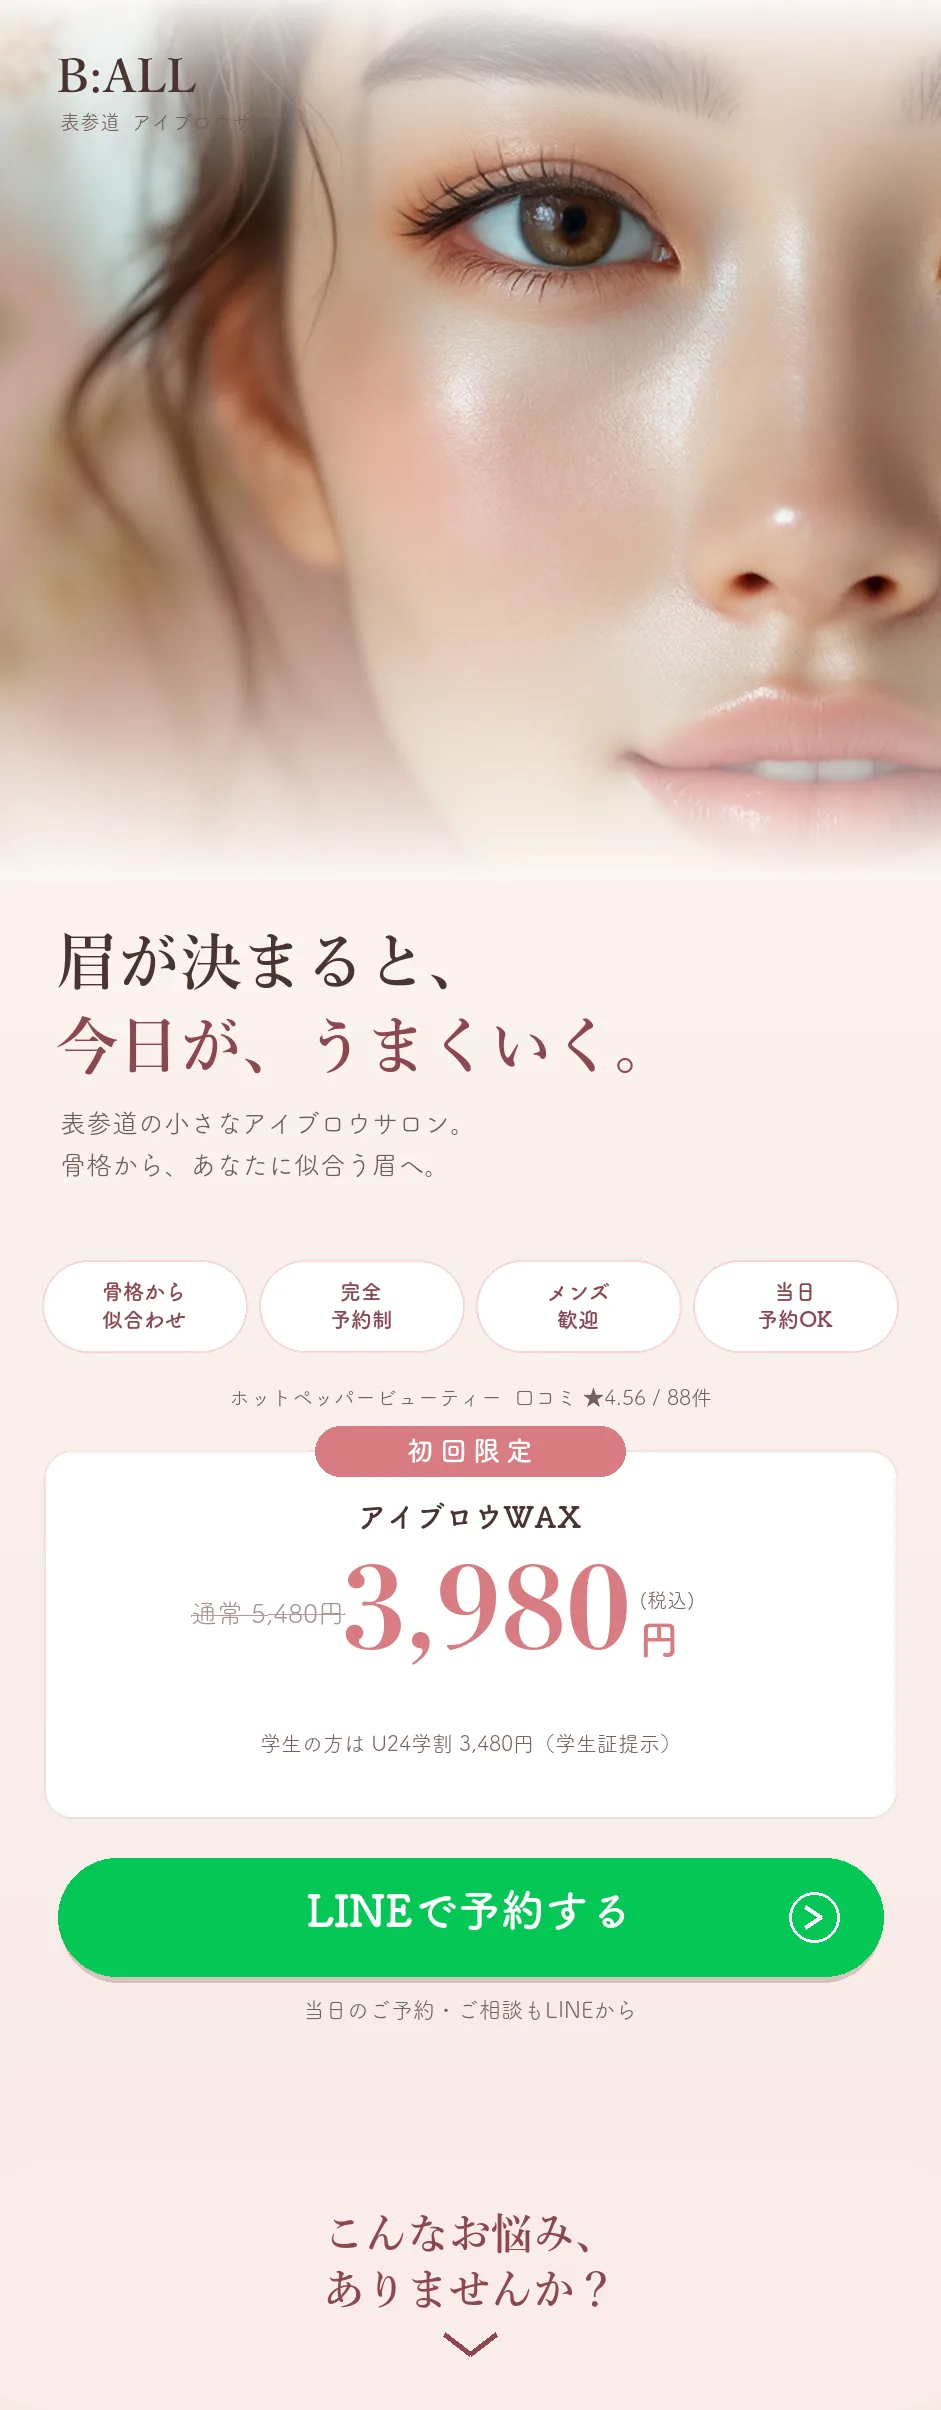 B:ALL
表参道 アイブロウサ
眉が決まると、
今日が、うまくいく。
表参道の小さなアイブロウサロン。
骨格から、あなたに似合う眉へ。
骨格から
似合わせ
完全
予約制
メンズ
歓迎
当日
予約OK
ホットペッパービューティー 口コミ ★4.56 / 88件
初回限定
アイブロウWAX
通常 5,480円 3,980 (税込)
円
学生の方は U24学割 3,480円（学生証提示）
LINEで予約する
当日のご予約・ご相談もLINEから
こんなお悩み、
ありませんか？